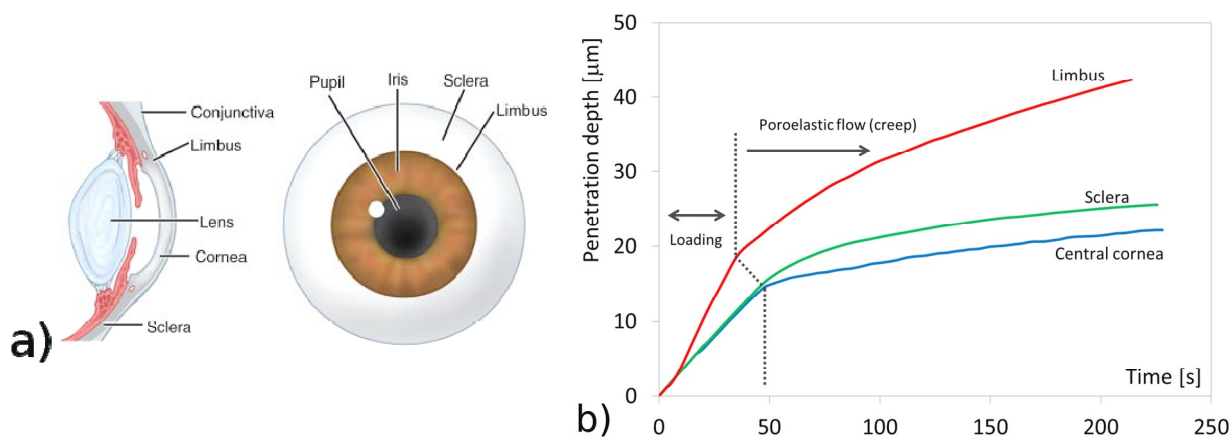 a)
Conjunctiva
Limbus
Lens
Cornea
Sclera
Pupil
Iris
Sclera
Limbus
b)
Penetration depth [μm]
50
40
30
20
10
0
Limbus
Poroelastic flow (creep)
Loading
Sclera
Central cornea
Time [s]
0 50 100 150 200 250